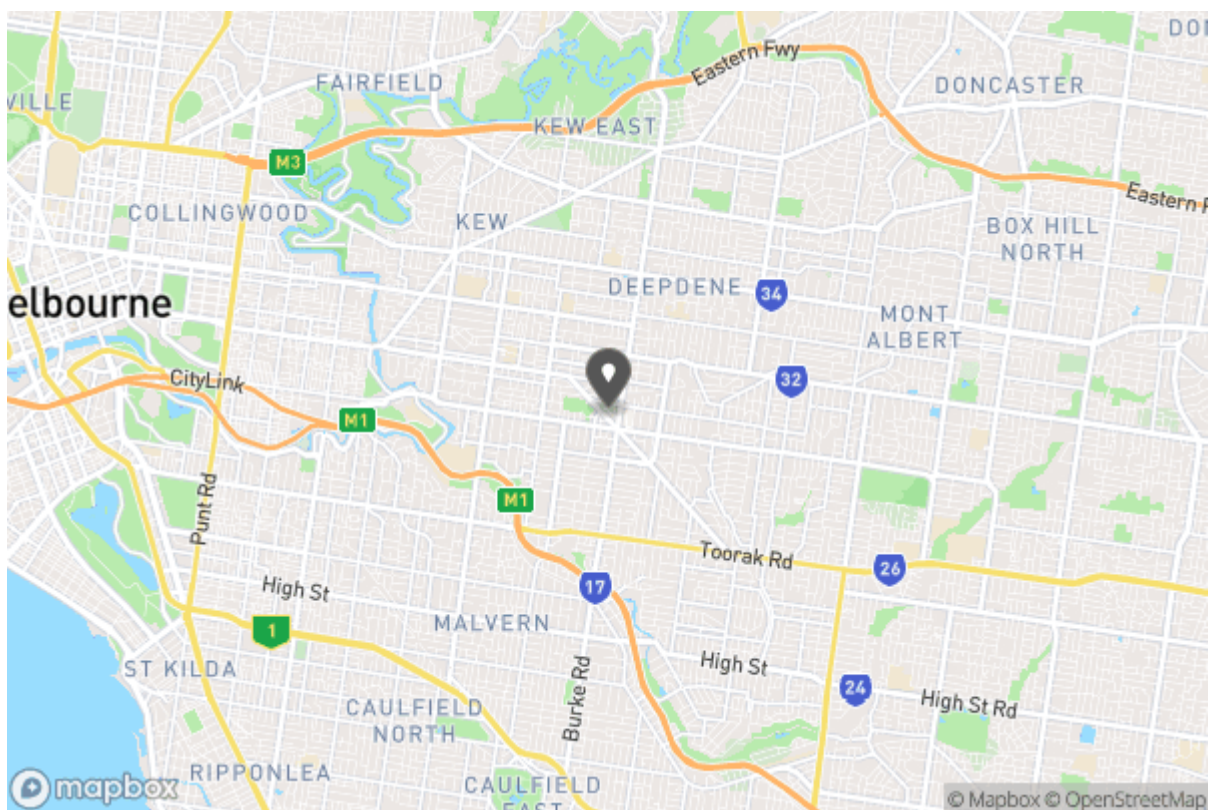 DON
Eastern Fwy
FAIRFIELD
DONCASTER
VILLE
KEW EAST
M3
Eastern F
COLLINGWOOD
KEW
BOX HILL
NORTH
DEEPDENE
34
elbourne
MONT
ALBERT
CityLink
32
M1
M1
Punt Rd
Toorak Rd
26
17
High St
1
MALVERN
High St
ST KILDA
Burke Rd
24
High St Rd
CAULFIELD
NORTH
RIPPONLEA
CAULFIELD
EAST
mapbox
© Mapbox © OpenStreetMap